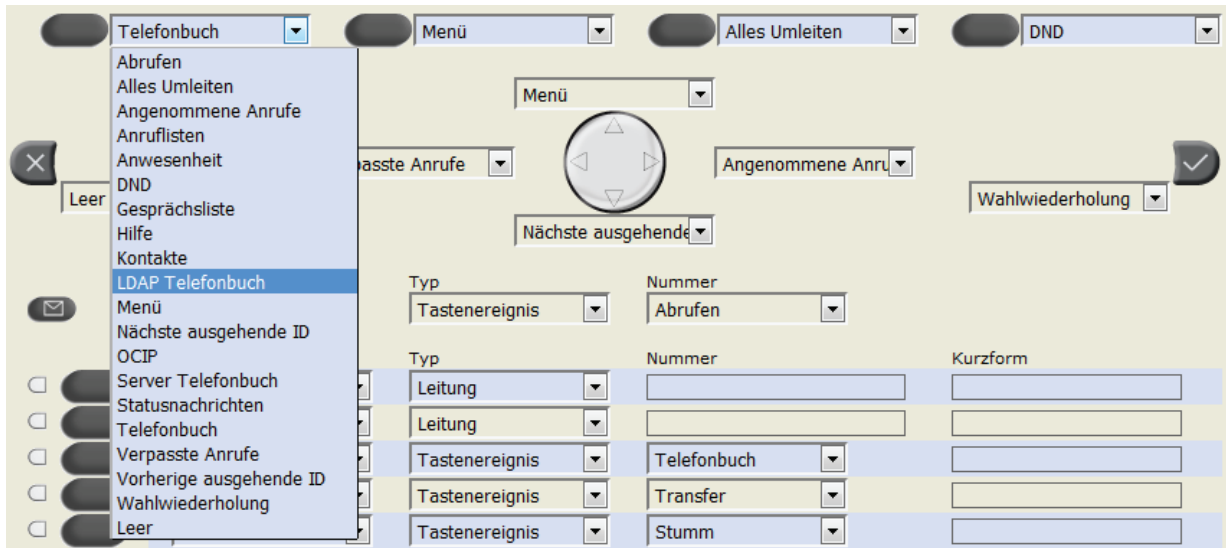 Telefonbuch Menü Alles Umleiten DND
Abrufen
Alles Umleiten
Menü
Angenommene Anrufe
Anruflisten
Anwesenheit
passte Anrufe Angenommene Anru
DND
Leer Wahlwiederholung
Gesprächsliste
Hilfe
Nächste ausgehende
Kontakte
LDAP Telefonbuch
Typ Nummer
Menü
Tastenereignis Abrufen
Nächste ausgehende ID
OCIP
Typ Nummer Kurzform
Server Telefonbuch
Leitung
Statusnachrichten
Telefonbuch
Leitung
Verpasste Anrufe
Tastenereignis Telefonbuch
Vorherige ausgehende ID
Wahlwiederholung
Tastenereignis Transfer
Leer
Tastenereignis Stumm